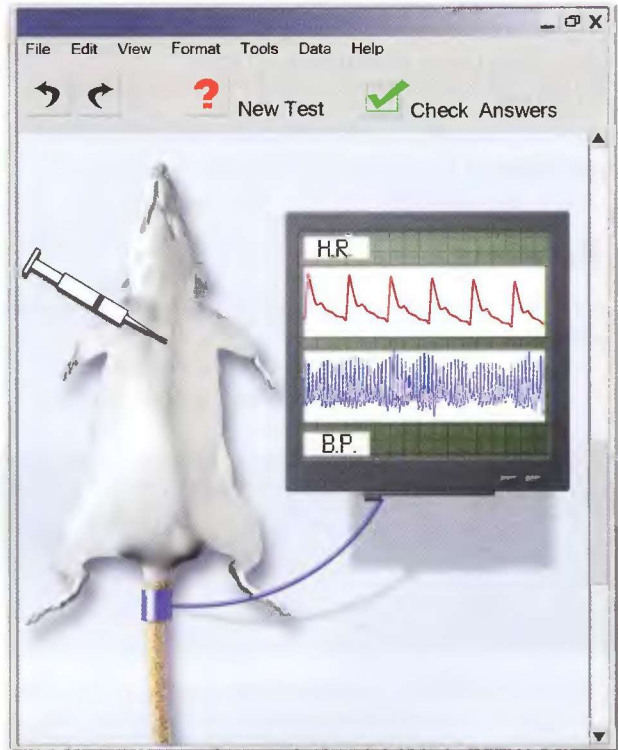 File Edit View Format Tools Data Help
? New Test Check Answers
H.R
B.P.